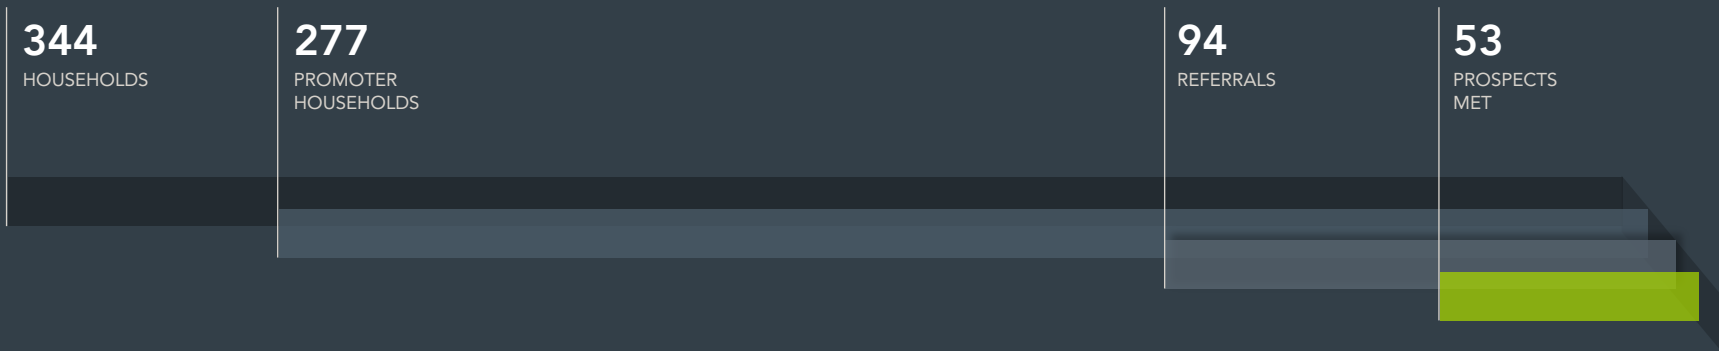 344
HOUSEHOLDS
277
PROMOTER
HOUSEHOLDS
94
REFERRALS
53
PROSPECTS
MET